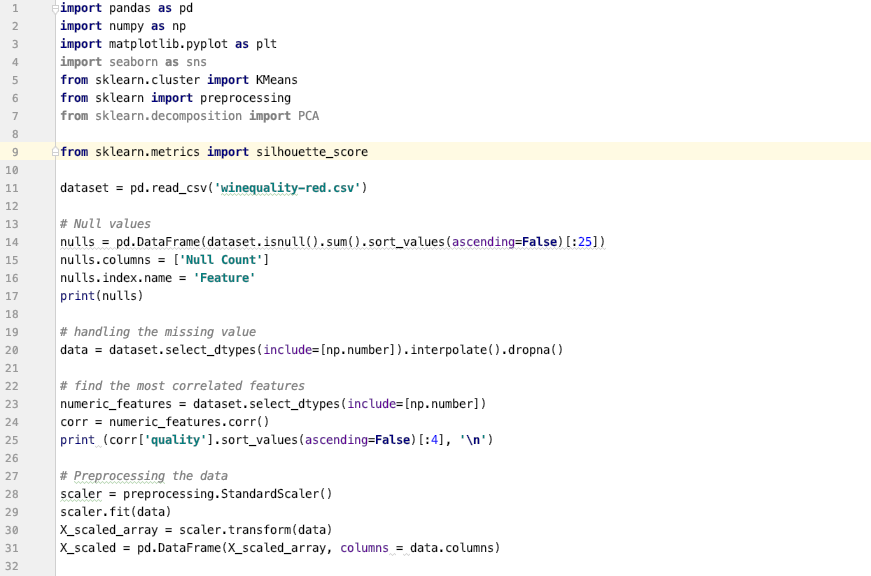 1 import pandas as pd
2 import numpy as np
3 import matplotlib.pyplot as plt
4 import seaborn as sns
5 from sklearn.cluster import KMeans
6 from sklearn import preprocessing
7 from sklearn.decomposition import PCA
8
9 from sklearn.metrics import silhouette_score
10
11 dataset = pd.read_csv('winequality-red.csv')
12
13 # Null values
14 nulls = pd.DataFrame(dataset.isnull().sum().sort_values(ascending=False)[:25])
15 nulls.columns = ['Null Count']
16 nulls.index.name = 'Feature'
17 print(nulls)
18
19 # handling the missing value
20 data = dataset.select_dtypes(include=[np.number]).interpolate().dropna()
21
22 # find the most correlated features
23 numeric_features = dataset.select_dtypes(include=[np.number])
24 corr = numeric_features.corr()
25 print (corr['quality'].sort_values(ascending=False)[:4], '\n')
26
27 # Preprocessing the data
28 scaler = preprocessing.StandardScaler()
29 scaler.fit(data)
30 X_scaled_array = scaler.transform(data)
31 X_scaled = pd.DataFrame(X_scaled_array, columns = data.columns)
32